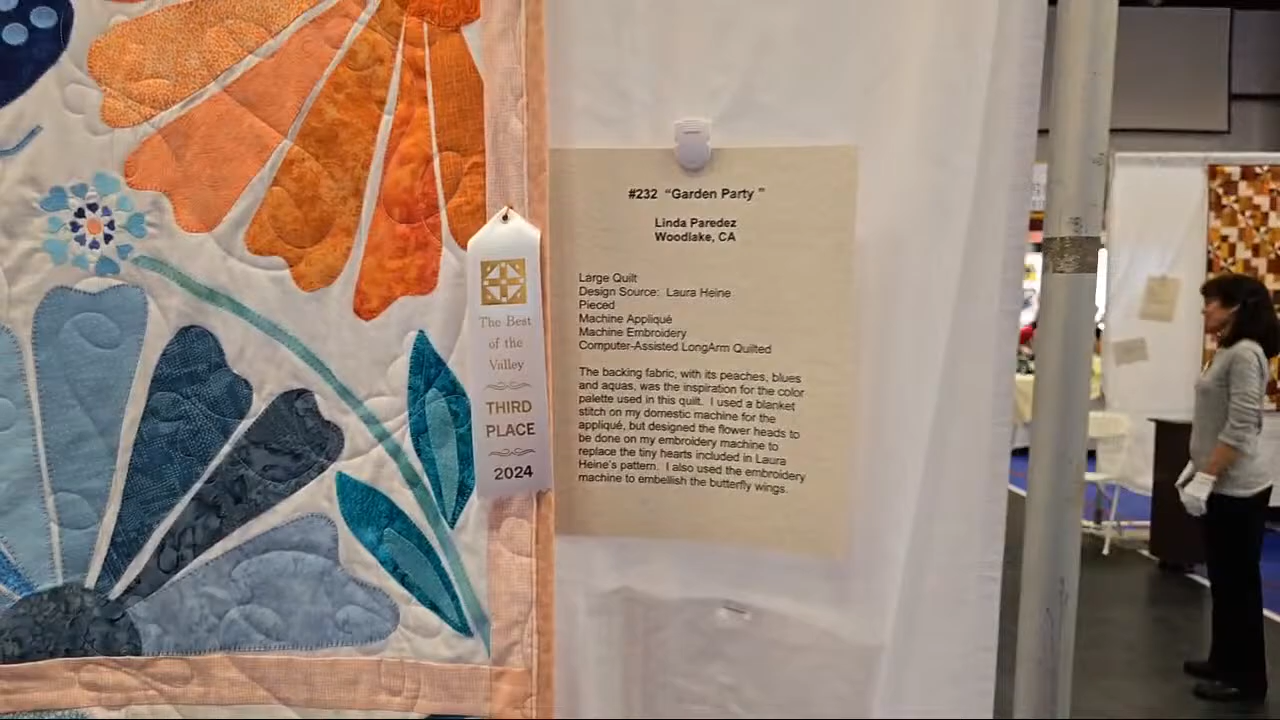 The Best
of the
Valley
THIRD
PLACE
2024
#232 “Garden Party ”
Linda Paredez
Woodlake, CA
Large Quilt
Design Source: Laura Heine
Pieced
Machine Appliqué
Machine Embroidery
Computer-Assisted LongArm Quilted
The backing fabric, with its peaches, blues
and aquas, was the inspiration for the color
palette used in this quilt. I used a blanket
stitch on my domestic machine for the
appliqué, but designed the flower heads to
be done on my embroidery machine to
replace the tiny hearts included in Laura
Heine's pattern. I also used the embroidery
machine to embellish the butterfly wings.